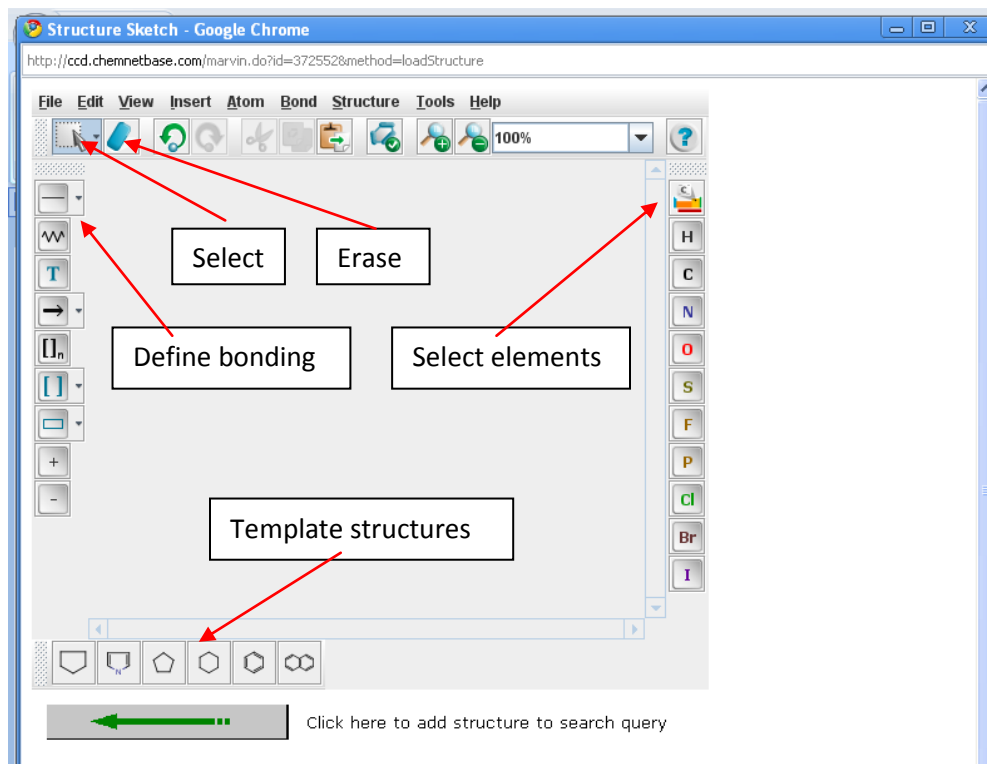 Structure Sketch - Google Chrome
http://ccd.chemnetbase.com/marvin.do?id=372552&method=loadStructure
File Edit View Insert Atom Bond Structure Tools Help
100%
?
C
H
T
C
N
[]n
O
[ ]
S
F
+
P
-
Cl
Br
I
Select
Erase
Define bonding
Select elements
Template structures
N
Click here to add structure to search query